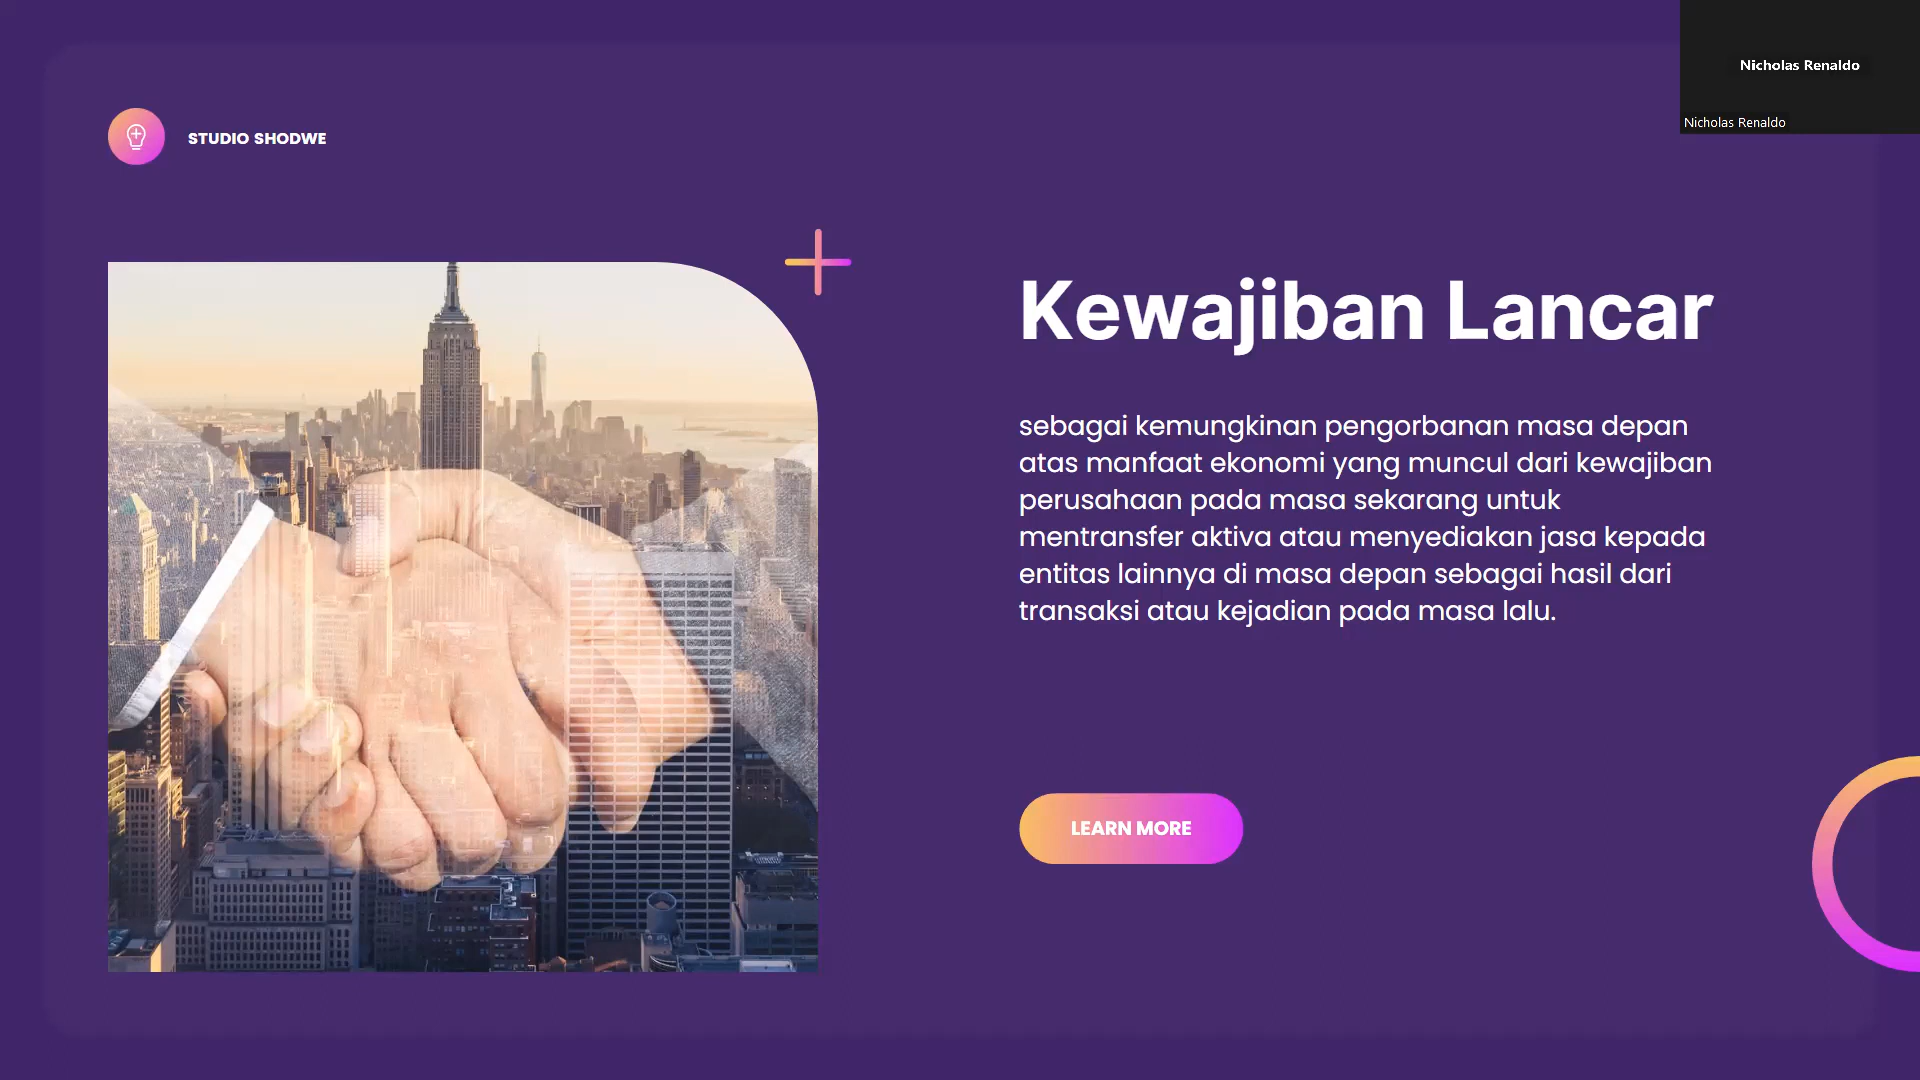 Nicholas Renaldo
Nicholas Renaldo
STUDIO SHODWE
Kewajiban Lancar
sebagai kemungkinan pengorbanan masa depan
atas manfaat ekonomi yang muncul dari kewajiban
perusahaan pada masa sekarang untuk
mentransfer aktiva atau menyediakan jasa kepada
entitas lainnya di masa depan sebagai hasil dari
transaksi atau kejadian pada masa lalu.
LEARN MORE